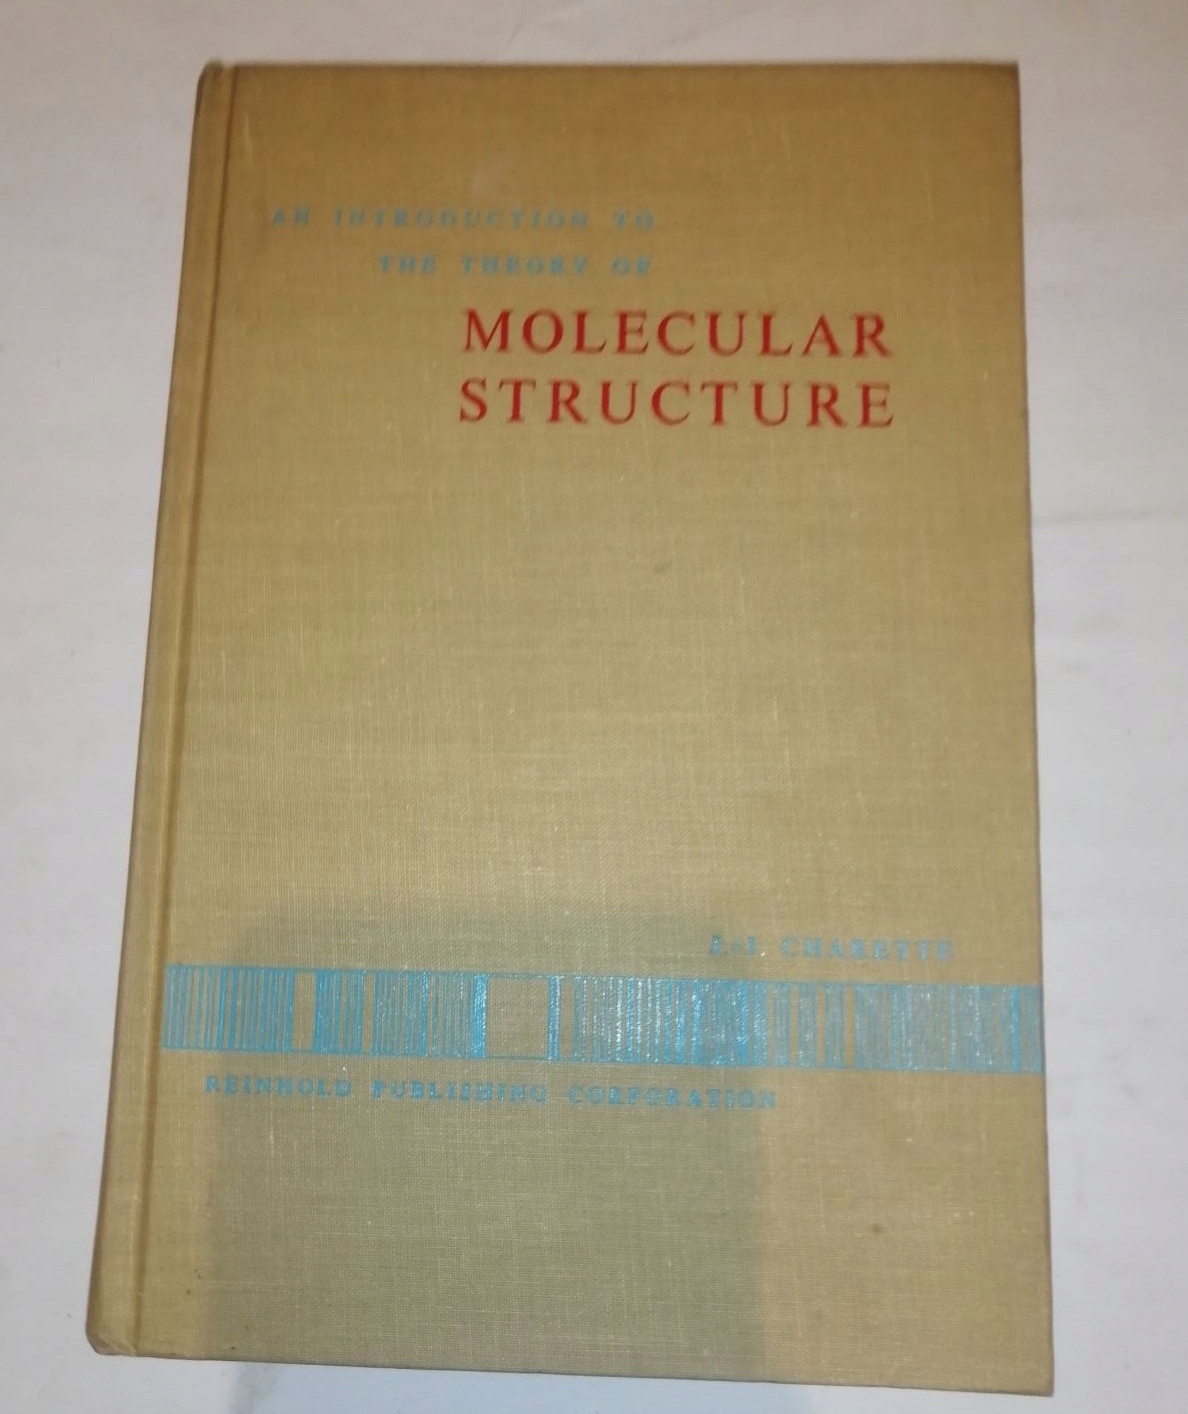 AN INTRODUCTION TO
THE THEORY OF
MOLECULAR
STRUCTURE
J.-J. CHARETTE
REINHOLD PUBLISHING CORPORATION